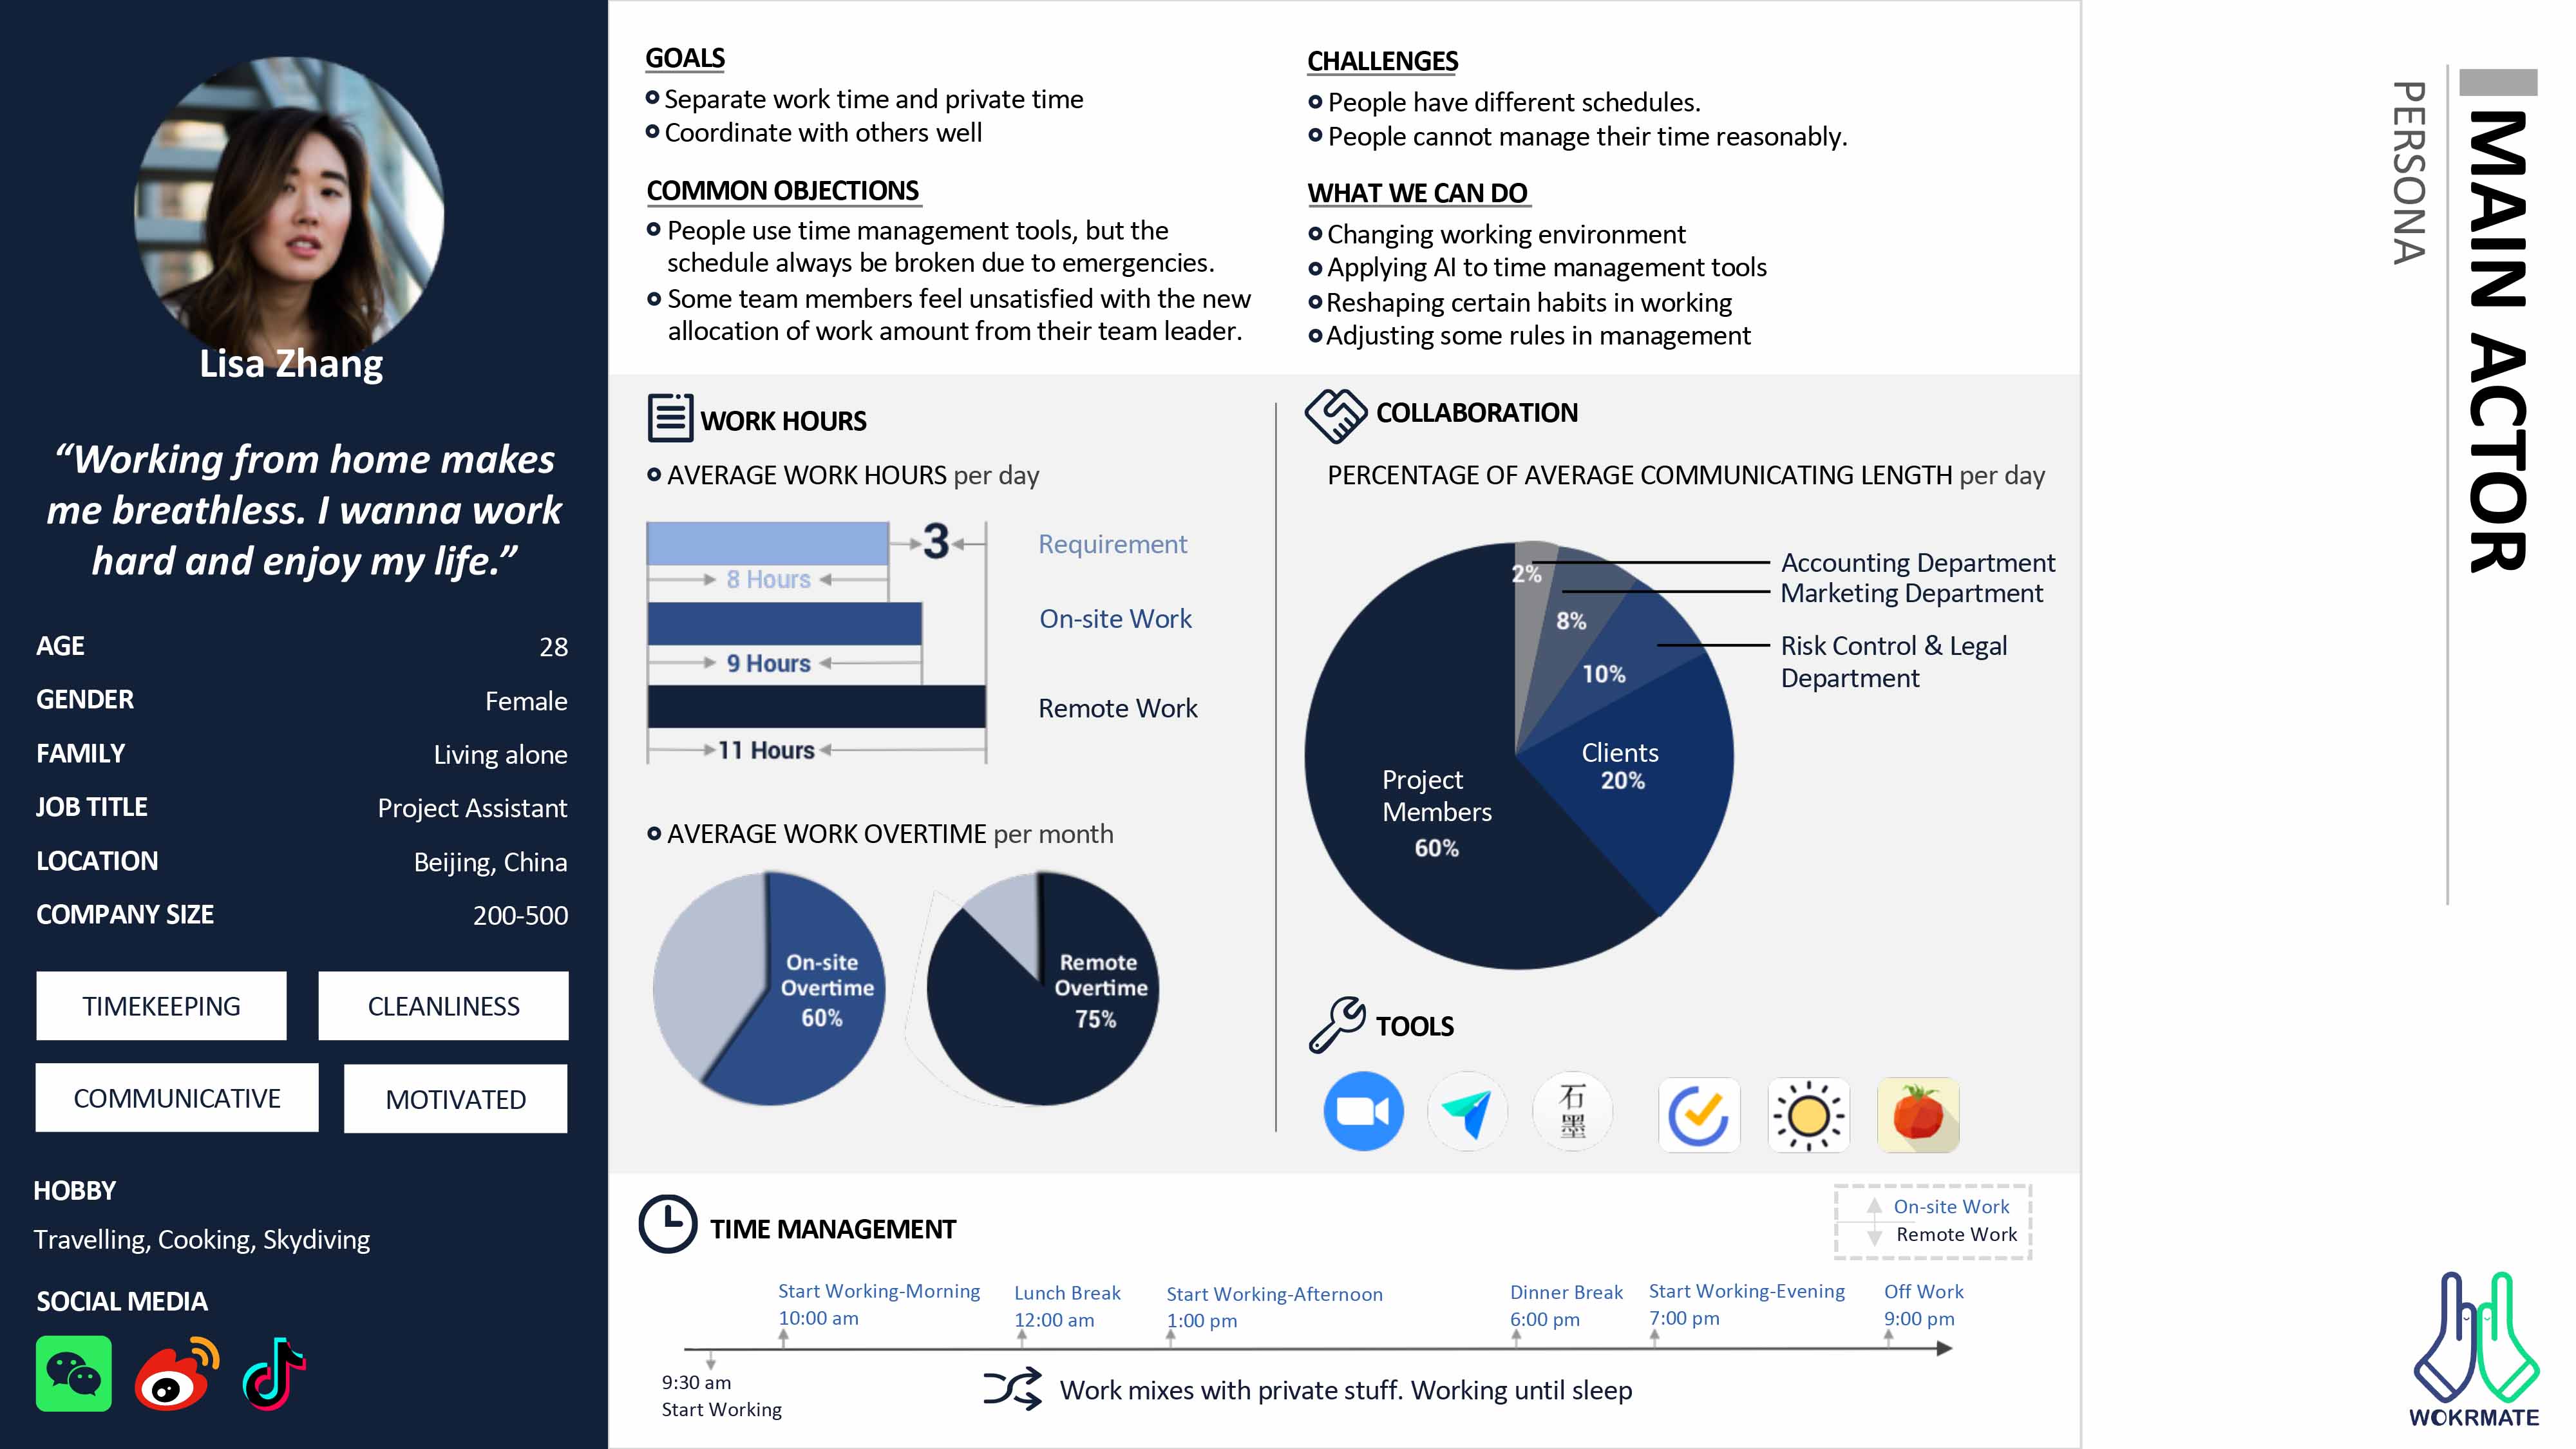 Lisa Zhang
“Working from home makes
me breathless. I wanna work
hard and enjoy my life.”
AGE 28
GENDER Female
FAMILY Living alone
JOB TITLE Project Assistant
LOCATION Beijing, China
COMPANY SIZE 200-500
TIMEKEEPING CLEANLINESS
COMMUNICATIVE MOTIVATED
HOBBY
Travelling, Cooking, Skydiving
SOCIAL MEDIA
GOALS
Separate work time and private time
Coordinate with others well
COMMON OBJECTIONS
People use time management tools, but the
schedule always be broken due to emergencies.
Some team members feel unsatisfied with the new
allocation of work amount from their team leader.
CHALLENGES
People have different schedules.
People cannot manage their time reasonably.
WHAT WE CAN DO
Changing working environment
Applying AI to time management tools
Reshaping certain habits in working
Adjusting some rules in management
WORK HOURS
AVERAGE WORK HOURS per day
3 Requirement
8 Hours
On-site Work
9 Hours
Remote Work
11 Hours
AVERAGE WORK OVERTIME per month
On-site
Overtime
60%
Remote
Overtime
75%
COLLABORATION
PERCENTAGE OF AVERAGE COMMUNICATING LENGTH per day
Accounting Department
2%
Marketing Department
8%
Risk Control & Legal
Department
10%
Clients
20%
Project
Members
60%
TOOLS
石
墨
TIME MANAGEMENT
On-site Work
Remote Work
Start Working-Morning
10:00 am
Lunch Break
12:00 am
Start Working-Afternoon
1:00 pm
Dinner Break
6:00 pm
Start Working-Evening
7:00 pm
Off Work
9:00 pm
9:30 am
Start Working
Work mixes with private stuff. Working until sleep
MAIN ACTOR
PERSONA
WOKRMATE